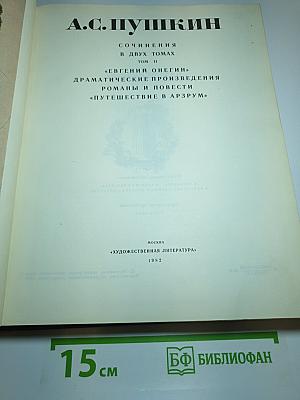 А.С.ПУШКИН
СОЧИНЕНИЯ
В ДВУХ ТОМАХ
ТОМ II
«ЕВГЕНИЙ ОНЕГИН»
ДРАМАТИЧЕСКИЕ ПРОИЗВЕДЕНИЯ
РОМАНЫ И ПОВЕСТИ
«ПУТЕШЕСТВИЕ В АРЗРУМ»
МОСКВА
«ХУДОЖЕСТВЕННАЯ ЛИТЕРАТУРА»
1982
15 см
БФ БИБЛИОФАН